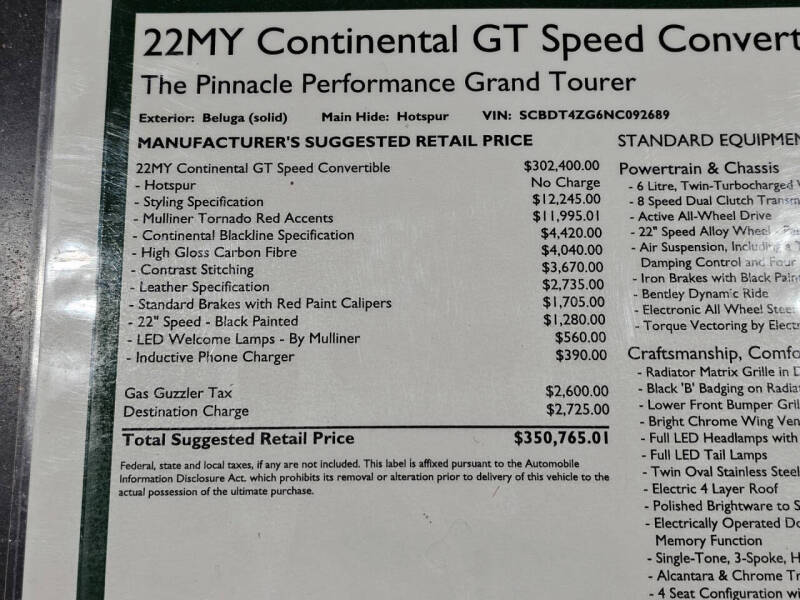 22MY Continental GT Speed Convert
The Pinnacle Performance Grand Tourer
Exterior: Beluga (solid) Main Hide: Hotspur VIN: SCBDT4ZG6NC092689
MANUFACTURER'S SUGGESTED RETAIL PRICE
22MY Continental GT Speed Convertible $302,400.00
- Hotspur No Charge
- Styling Specification $12,245.00
- Mulliner Tornado Red Accents $11,995.01
- Continental Blackline Specification $4,420.00
- High Gloss Carbon Fibre $4,040.00
- Contrast Stitching $3,670.00
- Leather Specification $2,735.00
- Standard Brakes with Red Paint Calipers $1,705.00
- 22" Speed - Black Painted $1,280.00
- LED Welcome Lamps - By Mulliner $560.00
- Inductive Phone Charger $390.00
Gas Guzzler Tax $2,600.00
Destination Charge $2,725.00
Total Suggested Retail Price $350,765.01
Federal, state and local taxes, if any are not included. This label is affixed pursuant to the Automobile
Information Disclosure Act. which prohibits its removal or alteration prior to delivery of this vehicle to the
actual possession of the ultimate purchase.
STANDARD EQUIPMEN
Powertrain & Chassis
- 6 Litre, Twin-Turbocharged
- 8 Speed Dual Clutch Transm
- Active All-Wheel Drive
- 22" Speed Alloy Wheel
- Air Suspension, Including a
Damping Control and Four
- Iron Brakes with Black Pain
- Bentley Dynamic Ride
- Electronic All Wheel Stee
- Torque Vectoring by Elect
Craftsmanship, Comfo
- Radiator Matrix Grille in D
- Black 'B' Badging on Radia
- Lower Front Bumper Gril
- Bright Chrome Wing Ven
- Full LED Headlamps with
- Full LED Tail Lamps
- Twin Oval Stainless Steel
- Electric 4 Layer Roof
- Polished Brightware to S
- Electrically Operated Do
Memory Function
- Single-Tone, 3-Spoke, H
- Alcantara & Chrome Tr
- 4 Seat Configuration wi